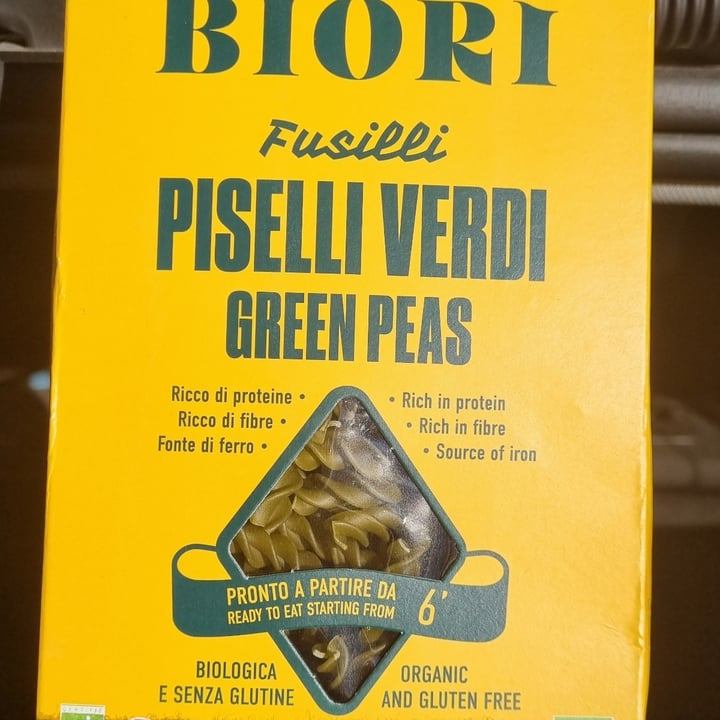 BIORI
Fusilli
PISELLI VERDI
GREEN PEAS
Ricco di proteine •
Ricco di fibre •
Fonte di ferro •
• Rich in protein
• Rich in fibre
• Source of iron
PRONTO A PARTIRE DA
READY TO EAT STARTING FROM
6'
BIOLOGICA
E SENZA GLUTINE
ORGANIC
AND GLUTEN FREE